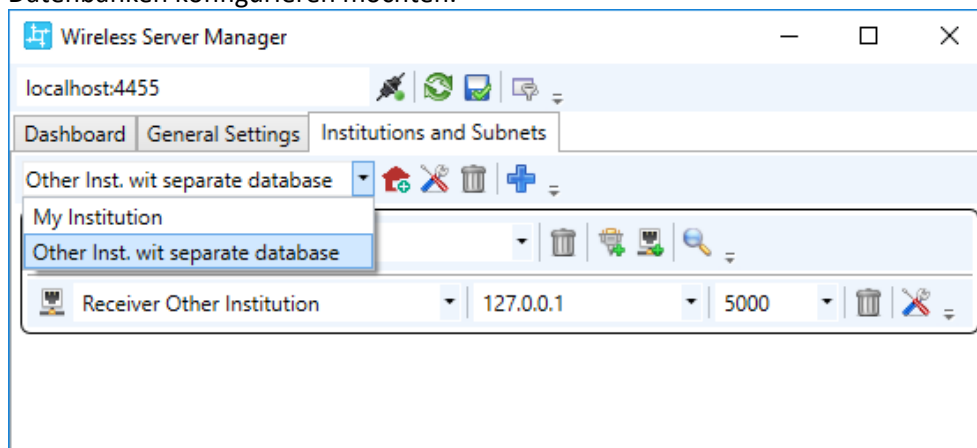 Datenbanken konfigurieren möchten.
Wireless Server Manager
localhost:4455
Dashboard General Settings Institutions and Subnets
Other Inst. wit separate database
My Institution
Other Inst. wit separate database
Receiver Other Institution 127.0.0.1 5000